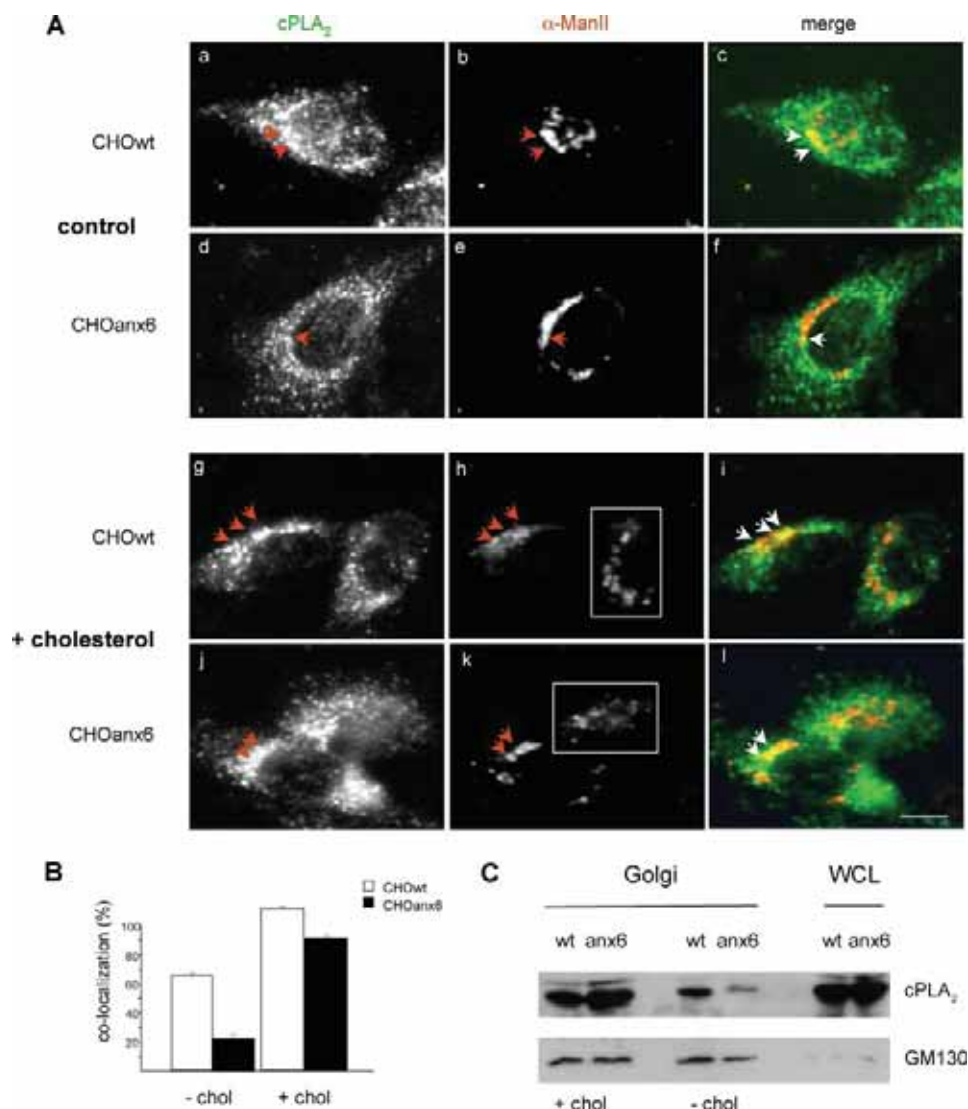 A
cPLA₂
α-ManII
merge
CHOwt
a
b
c
control
CHOanx6
d
e
f
CHOwt
g
h
i
+ cholesterol
CHOanx6
j
k
l
B
CHOwt
CHOanx6
co-localization (%)
100
80
60
40
20
- chol
+ chol
C
Golgi
WCL
wt anx6
wt anx6
wt anx6
cPLA₂
GM130
+ chol
- chol